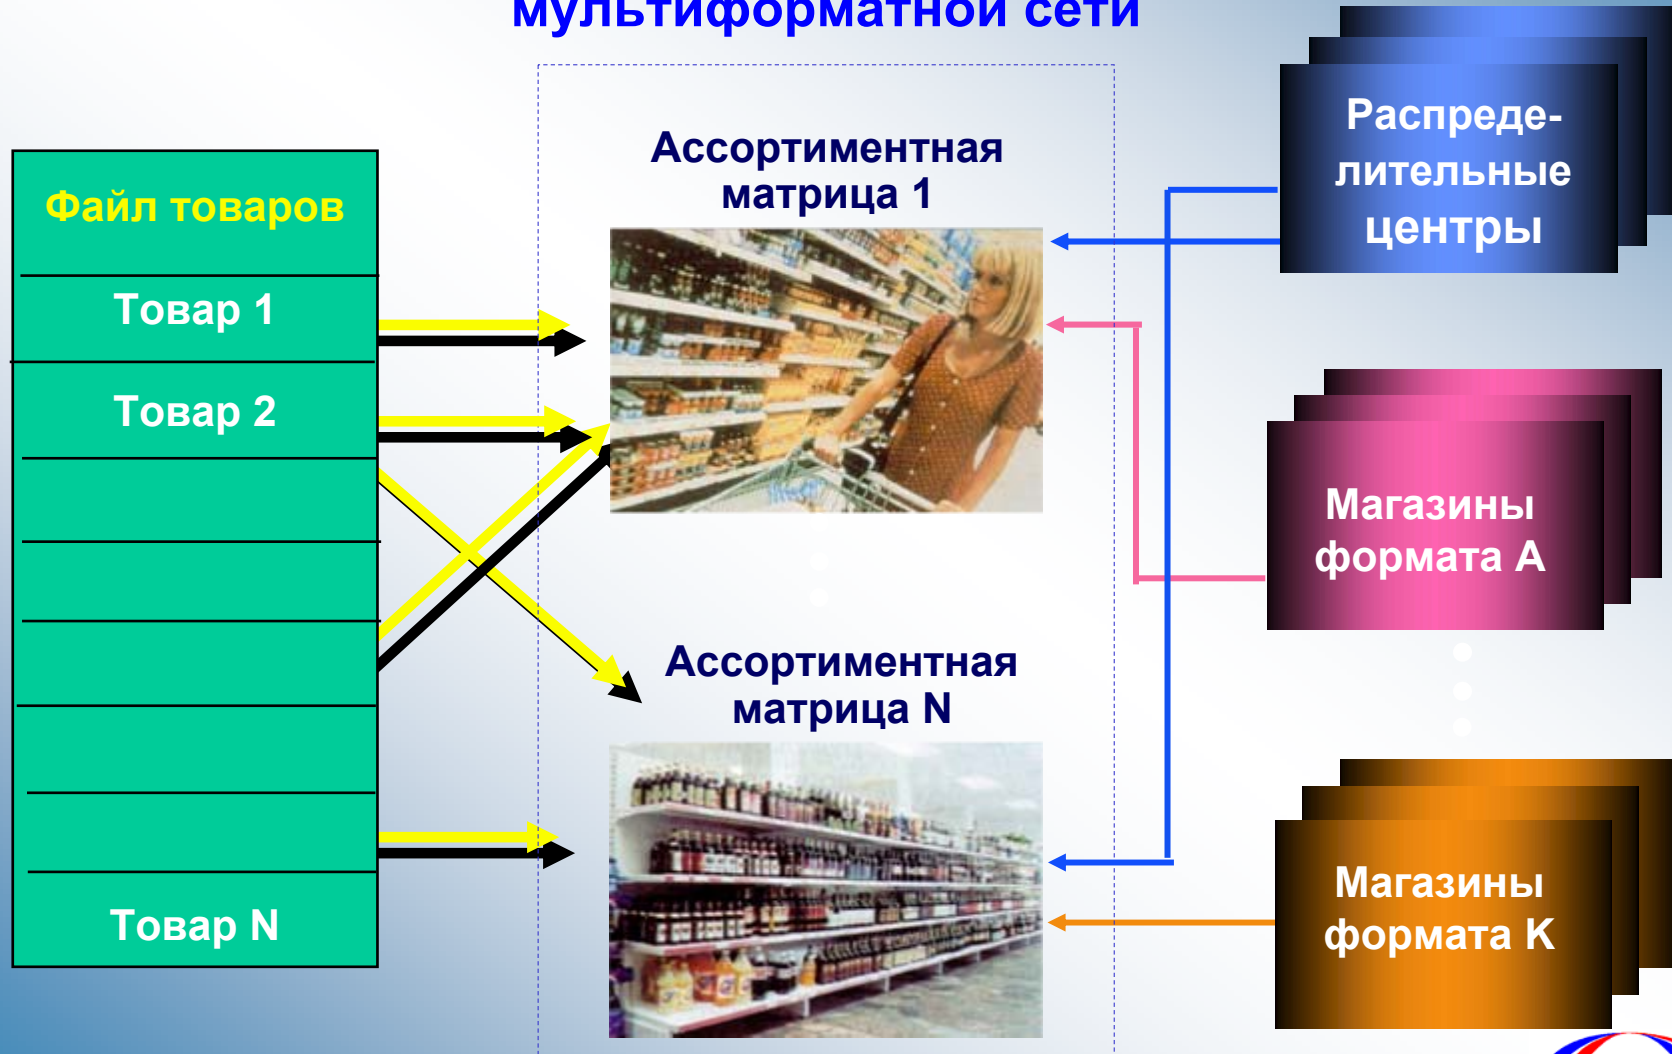 мультиформатной сети
Файл товаров
Товар 1
Товар 2
Товар N
Ассортиментная
матрица 1
Ассортиментная
матрица N
Распреде-
лительные
центры
Магазины
формата А
Магазины
формата K